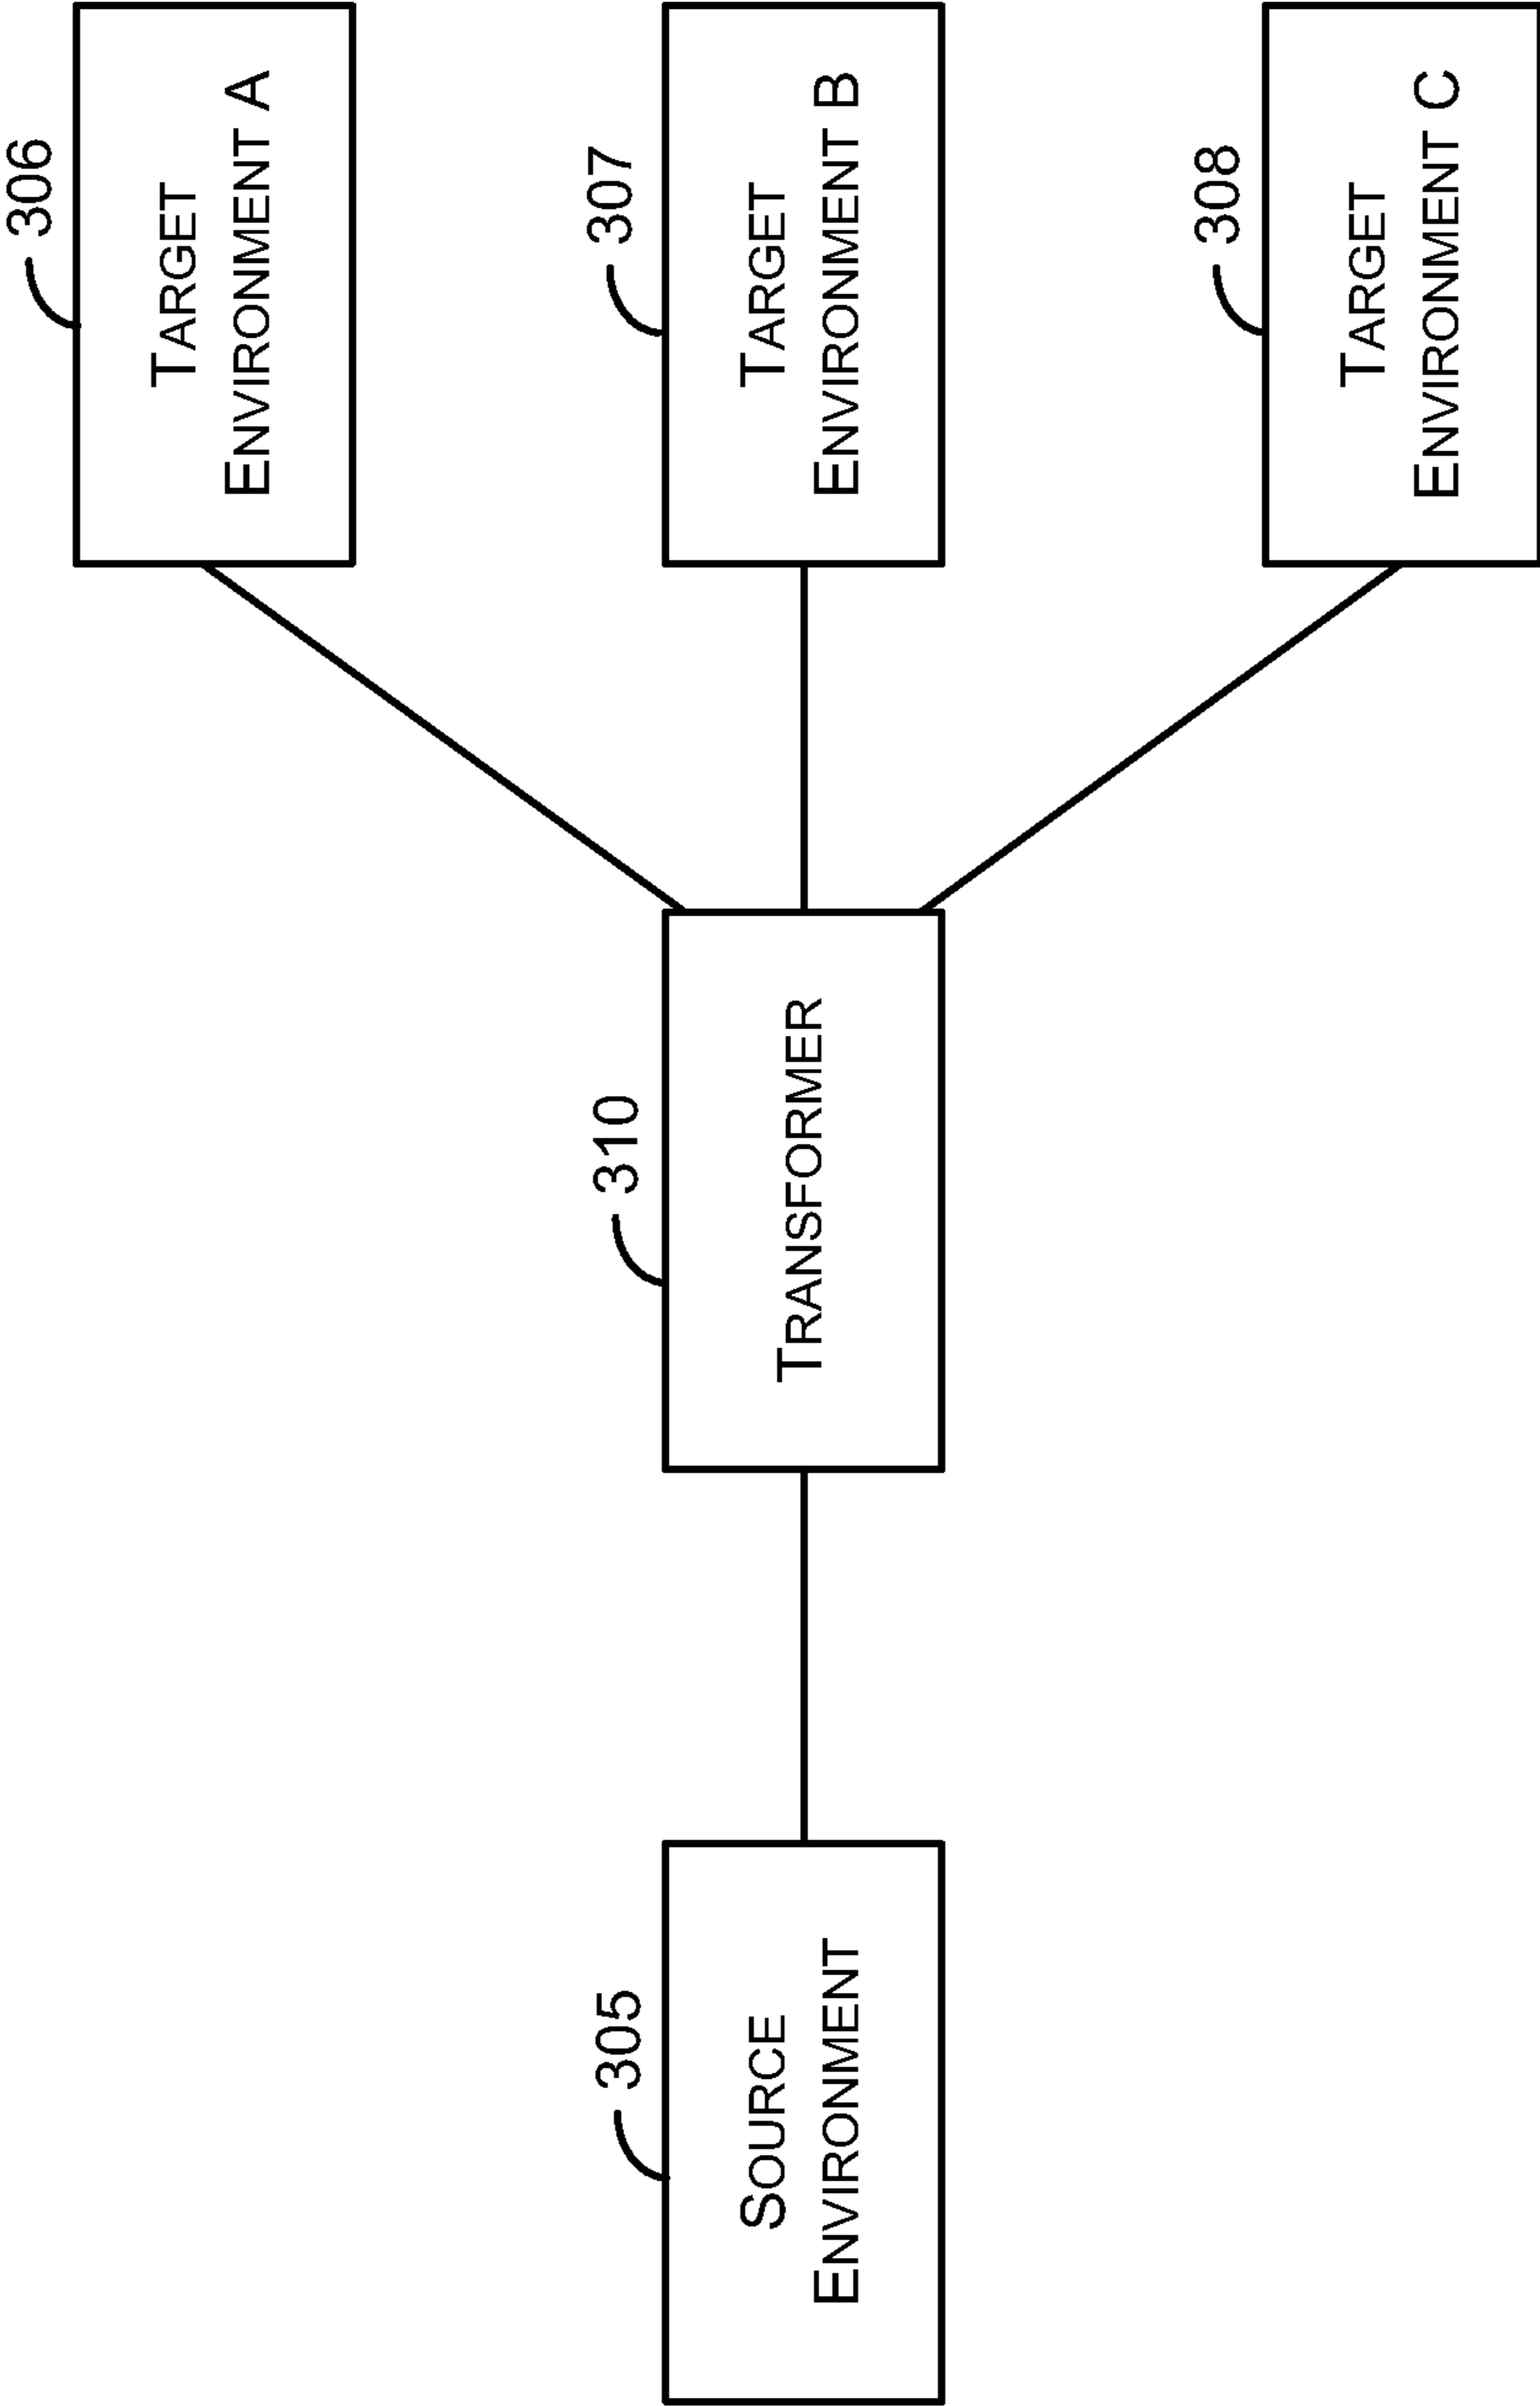 305
SOURCE
ENVIRONMENT
310
TRANSFORMER
306
TARGET
ENVIRONMENT A
307
TARGET
ENVIRONMENT B
308
TARGET
ENVIRONMENT C